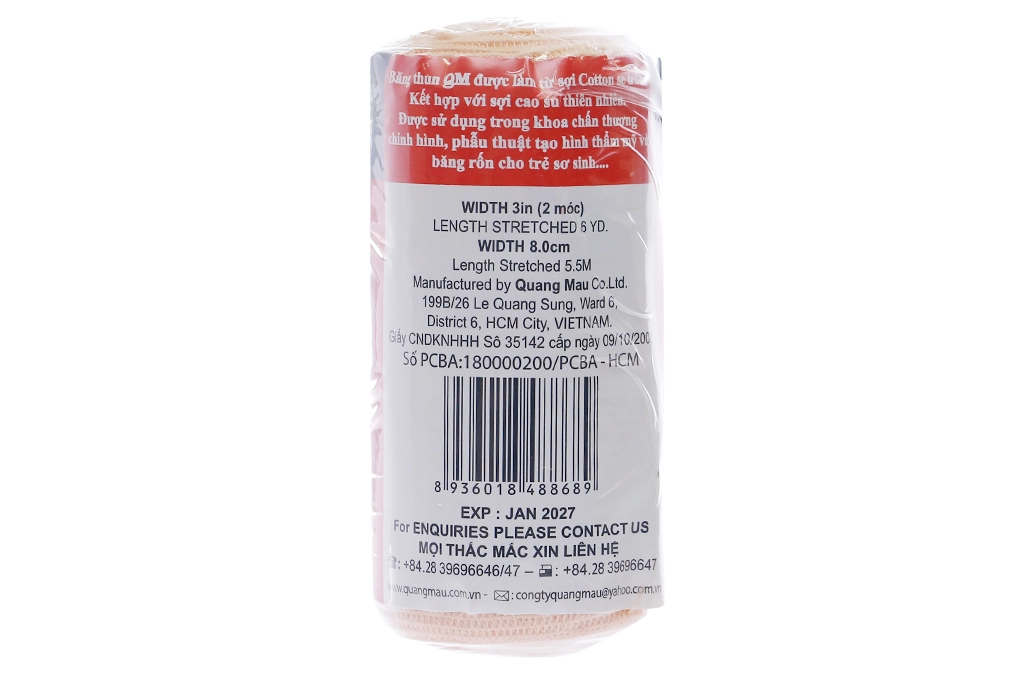 Băng thun QM được làm từ sợi Cotton se
Kết hợp với sợi cao su thiên nhiên.
Được sử dụng trong khoa chấn thương
chỉnh hình, phẫu thuật tạo hình thẩm mỹ và
băng rốn cho trẻ sơ sinh....
WIDTH 3in (2 móc)
LENGTH STRETCHED 6 YD.
WIDTH 8.0cm
Length Stretched 5.5M
Manufactured by Quang Mau Co.Ltd.
199B/26 Le Quang Sung, Ward 6,
District 6, HCM City, VIETNAM.
Giấy CNDKNHHH Sô 35142 cấp ngày 09/10/200
Số PCBA:180000200/PCBA - HCM
8 936018 488689
EXP : JAN 2027
For ENQUIRIES PLEASE CONTACT US
MỌI THẮC MẮC XIN LIÊN HỆ
: +84.28 39696646/47 – : +84.28 39696647
www.quangmau.com.vn - : congtyquangmau@yahoo.com.vn